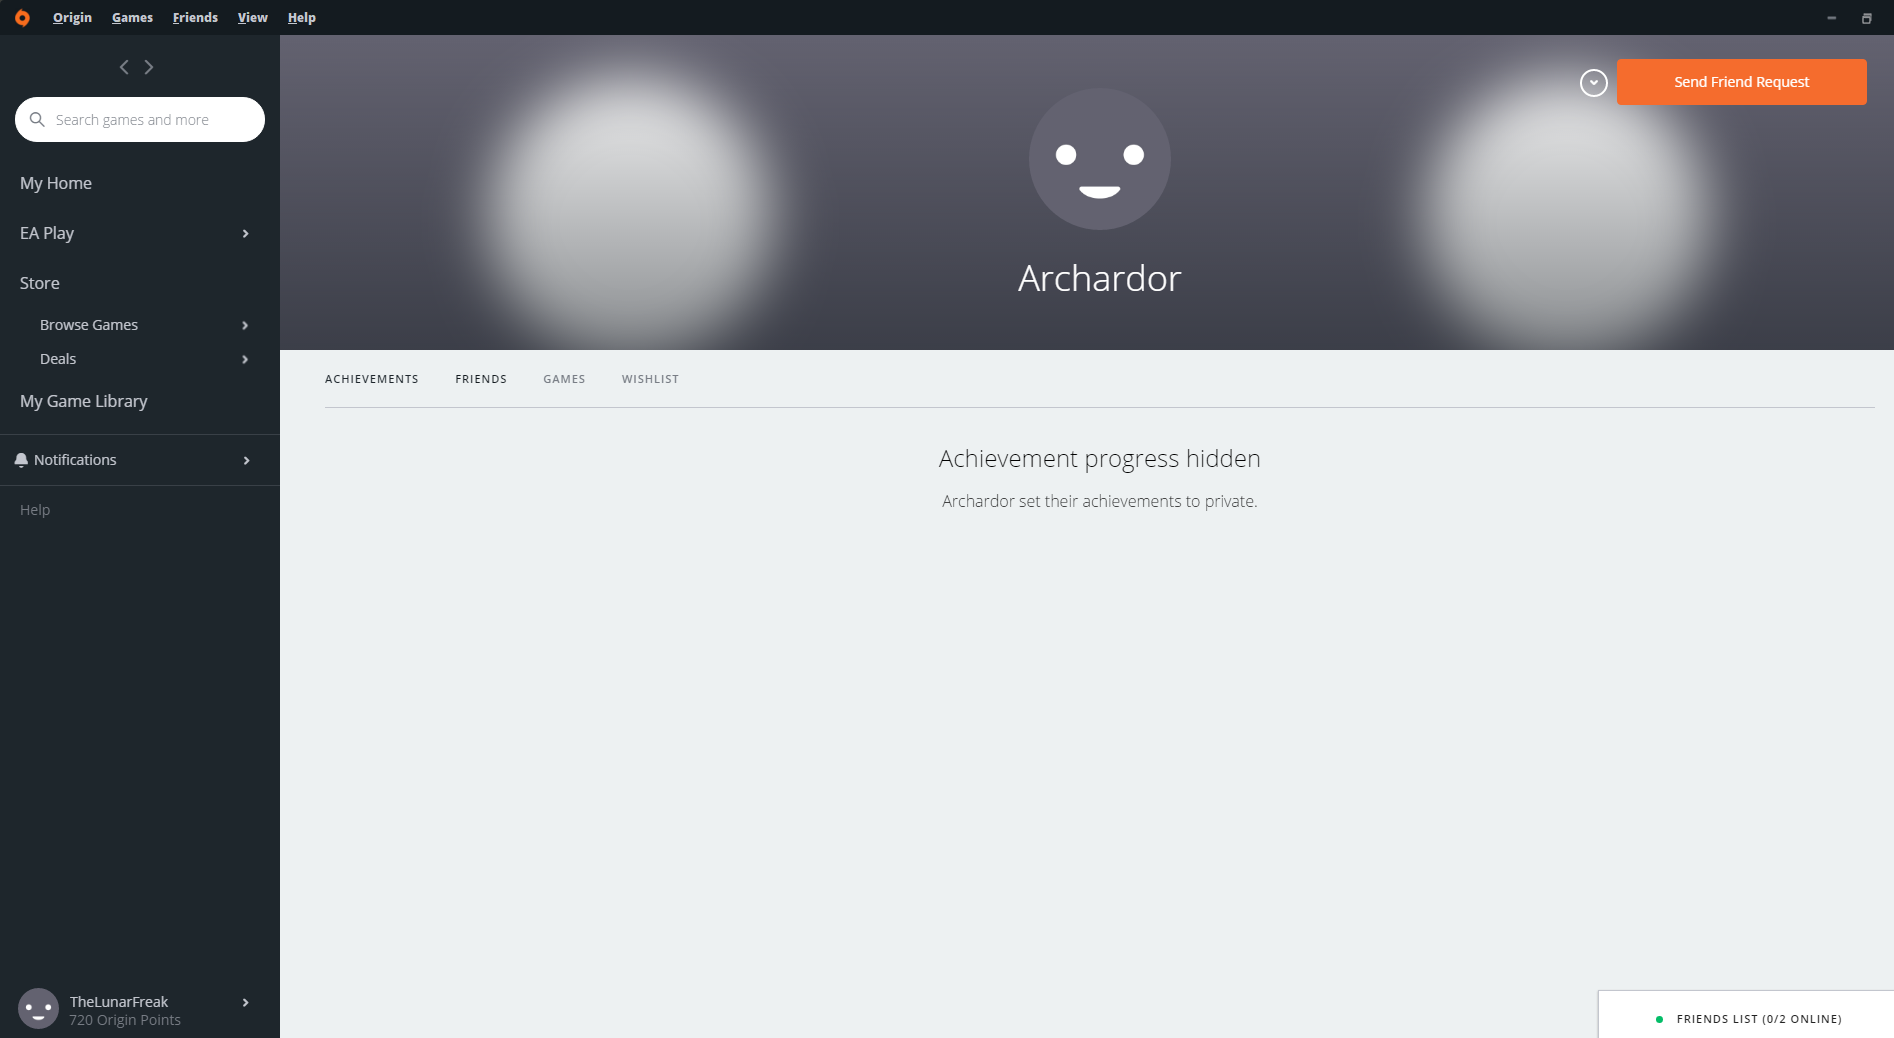 Origin Games Friends View Help
Search games and more
My Home
EA Play
Store
Browse Games
Deals
My Game Library
Notifications
Help
TheLunarFreak
720 Origin Points
Send Friend Request
Archardor
ACHIEVEMENTS FRIENDS GAMES WISHLIST
Achievement progress hidden
Archardor set their achievements to private.
FRIENDS LIST (0/2 ONLINE)